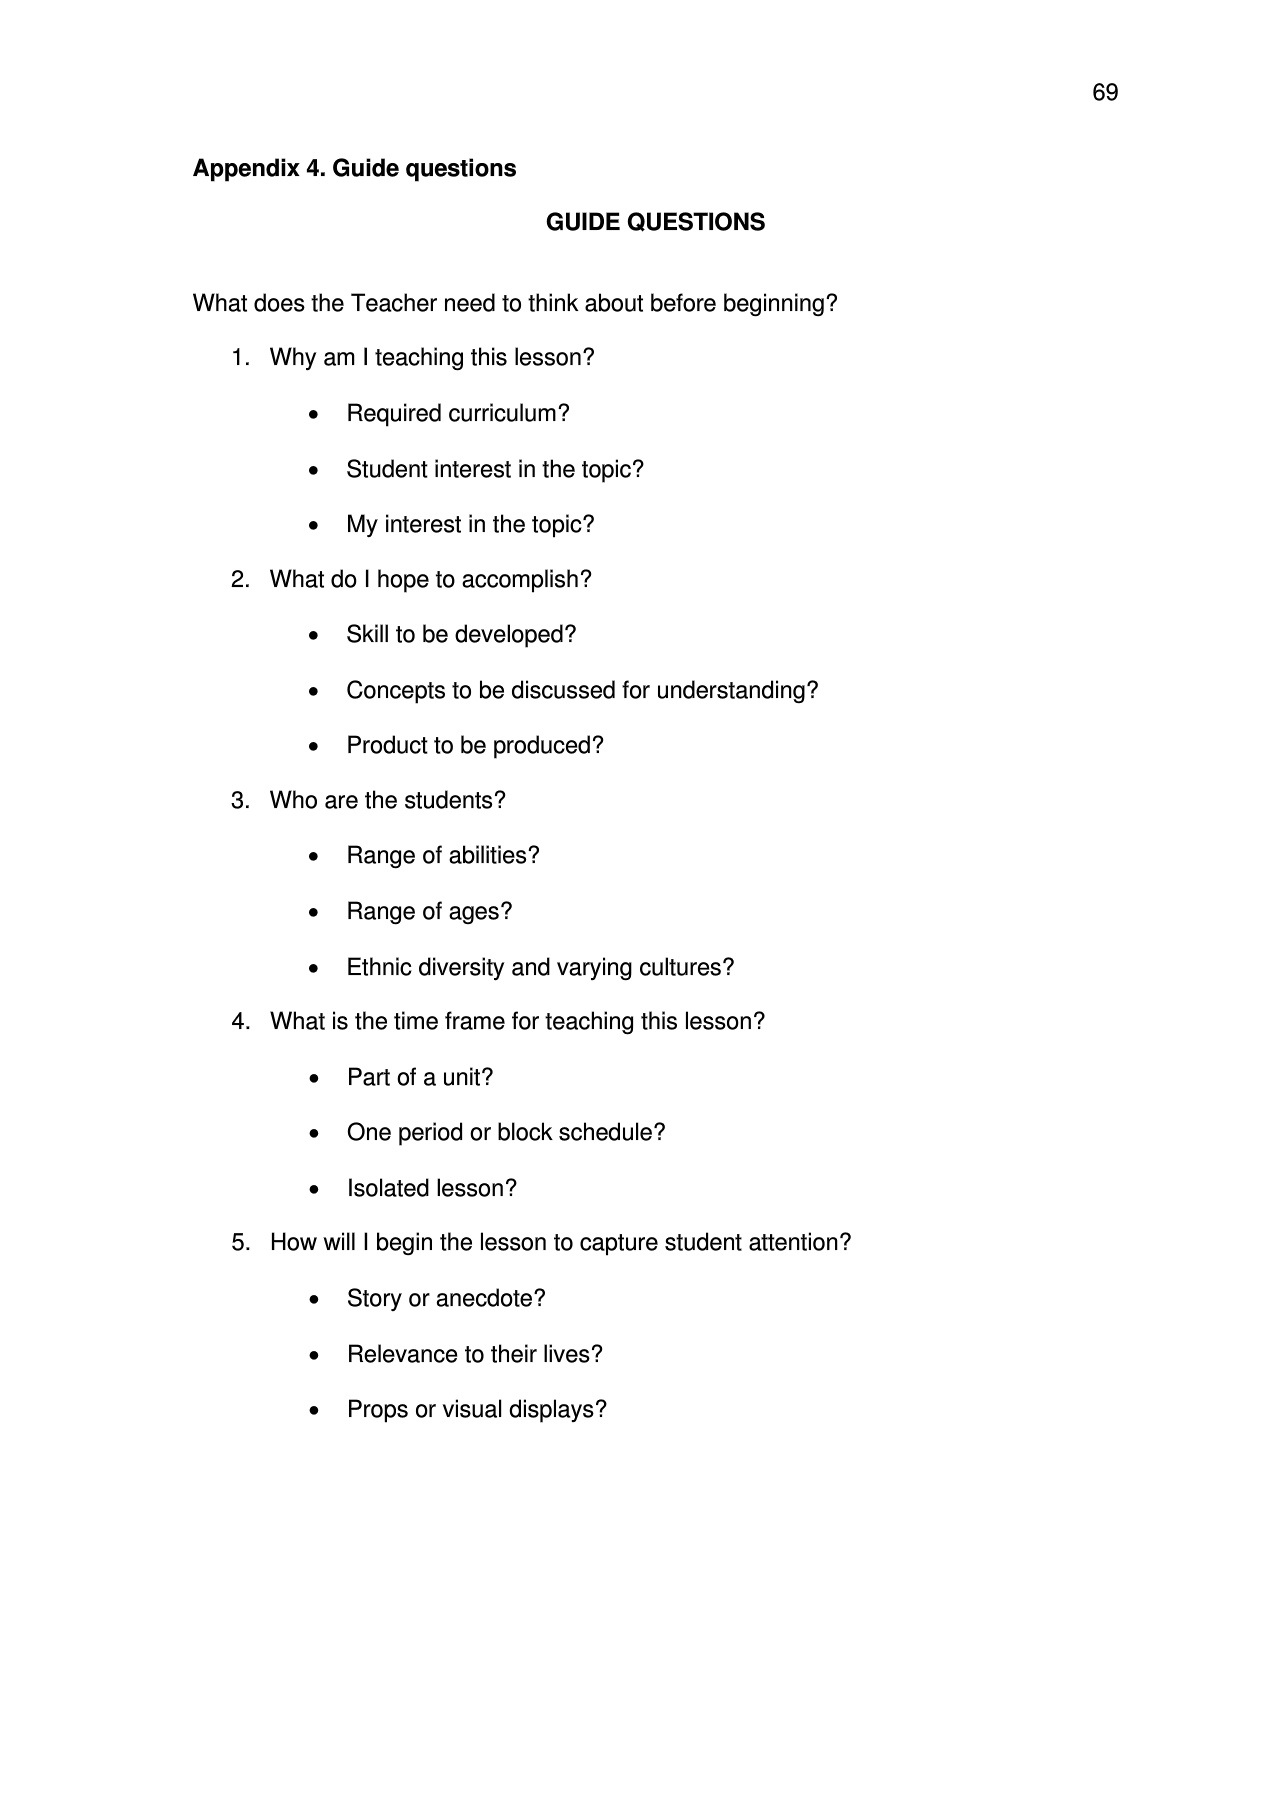 69
Appendix 4. Guide questions
GUIDE QUESTIONS
What does the Teacher need to think about before beginning?
1. Why am I teaching this lesson?
• Required curriculum?
• Student interest in the topic?
• My interest in the topic?
2. What do I hope to accomplish?
• Skill to be developed?
• Concepts to be discussed for understanding?
• Product to be produced?
3. Who are the students?
• Range of abilities?
• Range of ages?
• Ethnic diversity and varying cultures?
4. What is the time frame for teaching this lesson?
• Part of a unit?
• One period or block schedule?
• Isolated lesson?
5. How will I begin the lesson to capture student attention?
• Story or anecdote?
• Relevance to their lives?
• Props or visual displays?